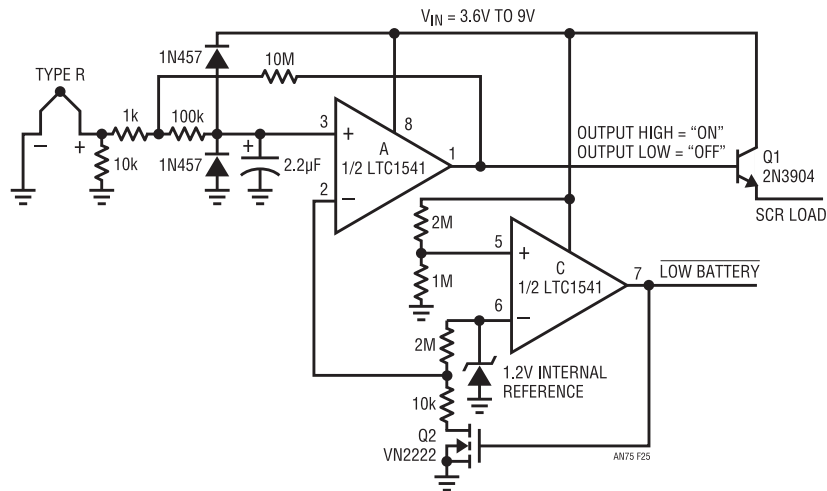 V_IN = 3.6V TO 9V
1N457
TYPE R
10M
1k
100k
3
+
A
8
1/2 LTC1541
1
OUTPUT HIGH = “ON”
OUTPUT LOW = “OFF”
Q1
2N3904
–
+
10k
1N457
+
2.2µF
2
–
SCR LOAD
2M
5
+
C
7
LOW BATTERY
1M
1/2 LTC1541
6
–
2M
1.2V INTERNAL
REFERENCE
10k
Q2
VN2222
AN75 F25